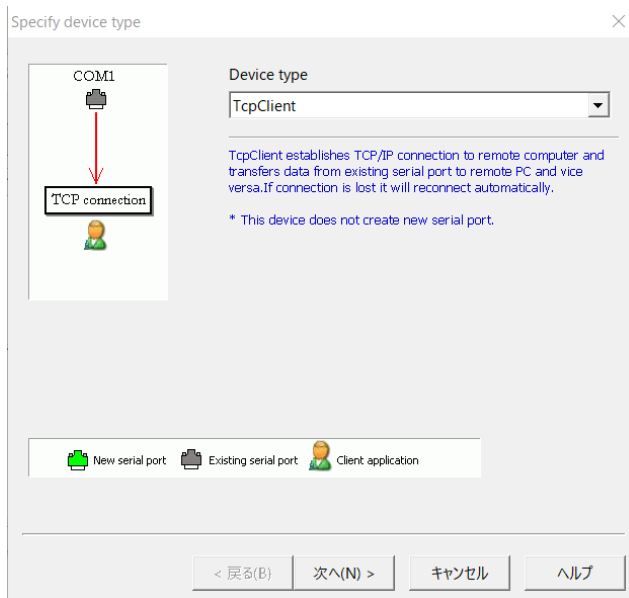 Specify device type
COM1
TCP connection
Device type
TcpClient
TcpClient establishes TCP/IP connection to remote computer and
transfers data from existing serial port to remote PC and vice
versa.If connection is lost it will reconnect automatically.
* This device does not create new serial port.
New serial port Existing serial port Client application
< 戻る(B) 次へ(N) > キャンセル ヘルプ